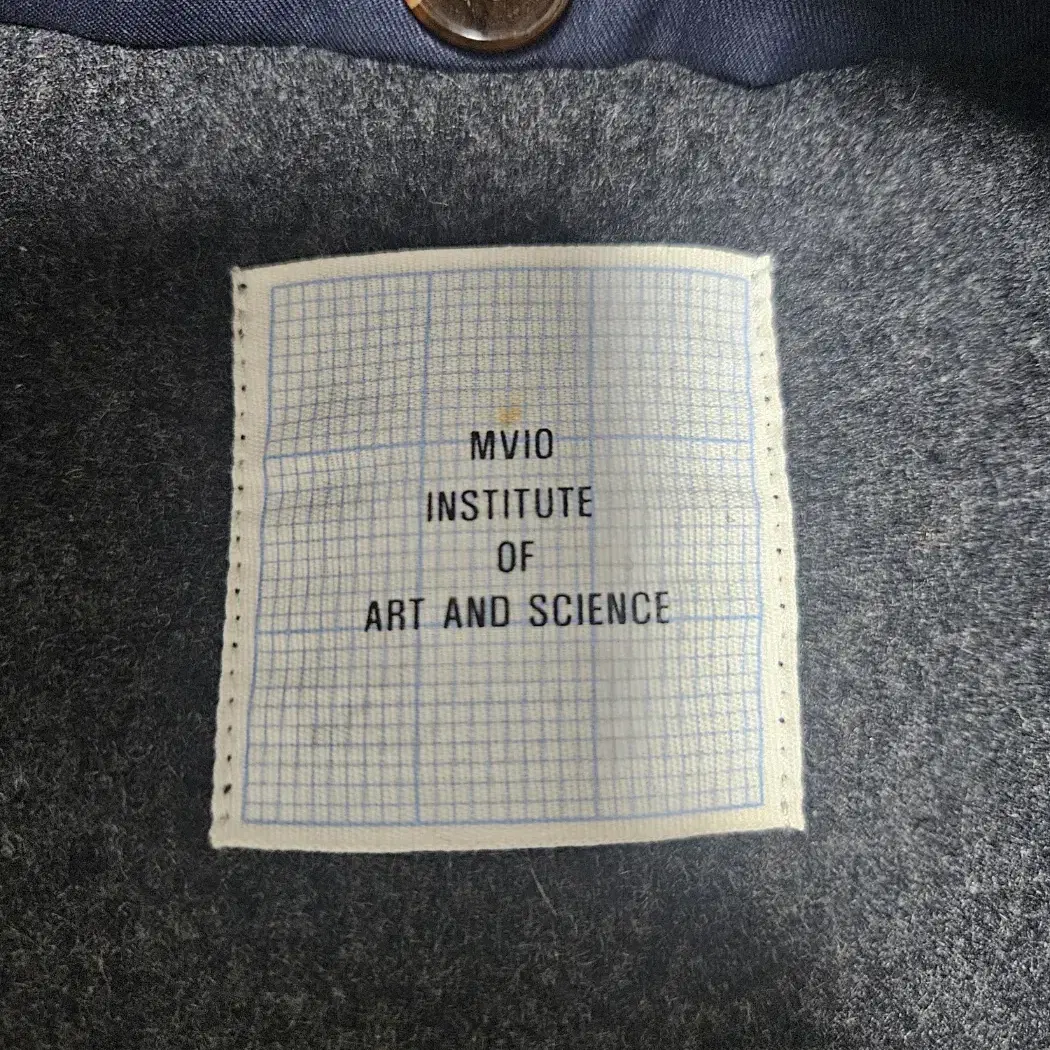 MVIO
INSTITUTE
OF
ART AND SCIENCE